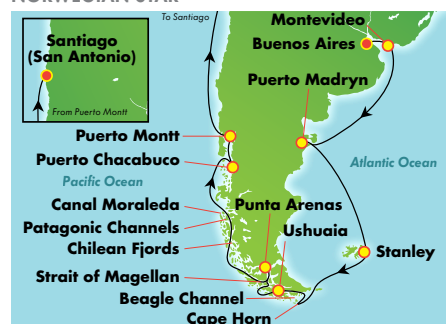 NORWEGIAN STAR
To Santiago
Montevideo
Santiago
(San Antonio)
Buenos Aires
Puerto Madryn
From Puerto Montt
Puerto Montt
Puerto Chacabuco
Atlantic Ocean
Pacific Ocean
Canal Moraleda
Punta Arenas
Patagonic Channels
Ushuaia
Chilean Fjords
Stanley
Strait of Magellan
Beagle Channel
Cape Horn